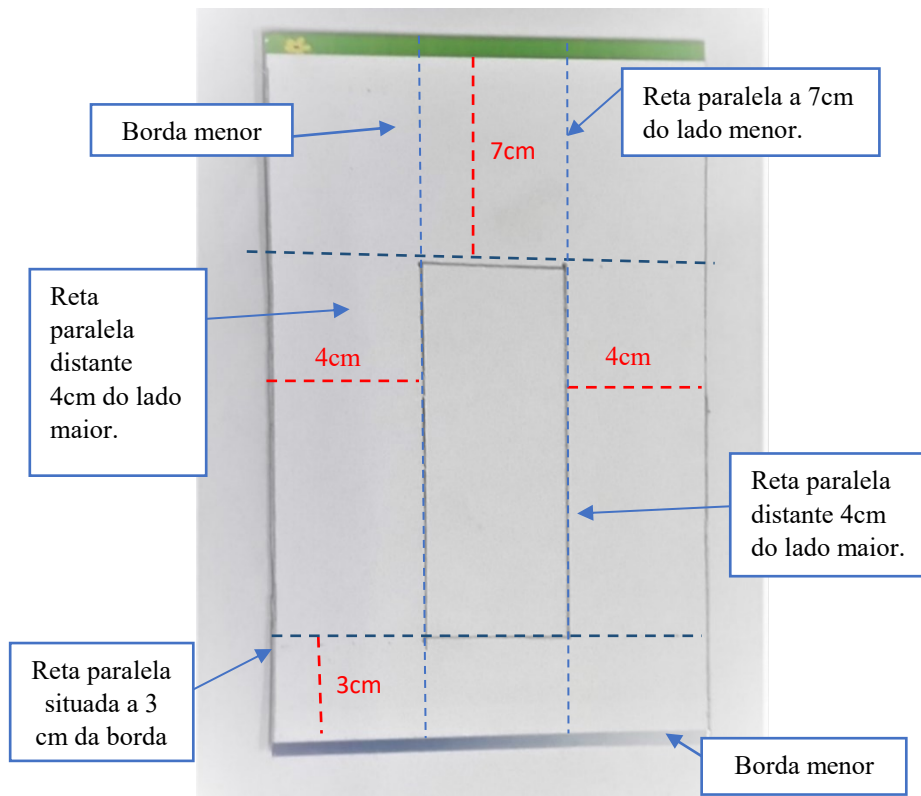 Borda menor
Reta paralela a 7cm
do lado menor.
7cm
Reta
paralela
distante
4cm do lado
maior.
4cm
4cm
Reta paralela
distante 4cm
do lado maior.
Reta paralela
situada a 3
cm da borda
3cm
Borda menor